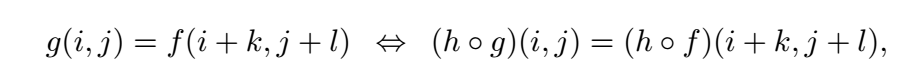 g(i, j) = f(i + k, j + l) ⇔ (h ∘ g)(i, j) = (h ∘ f)(i + k, j + l),